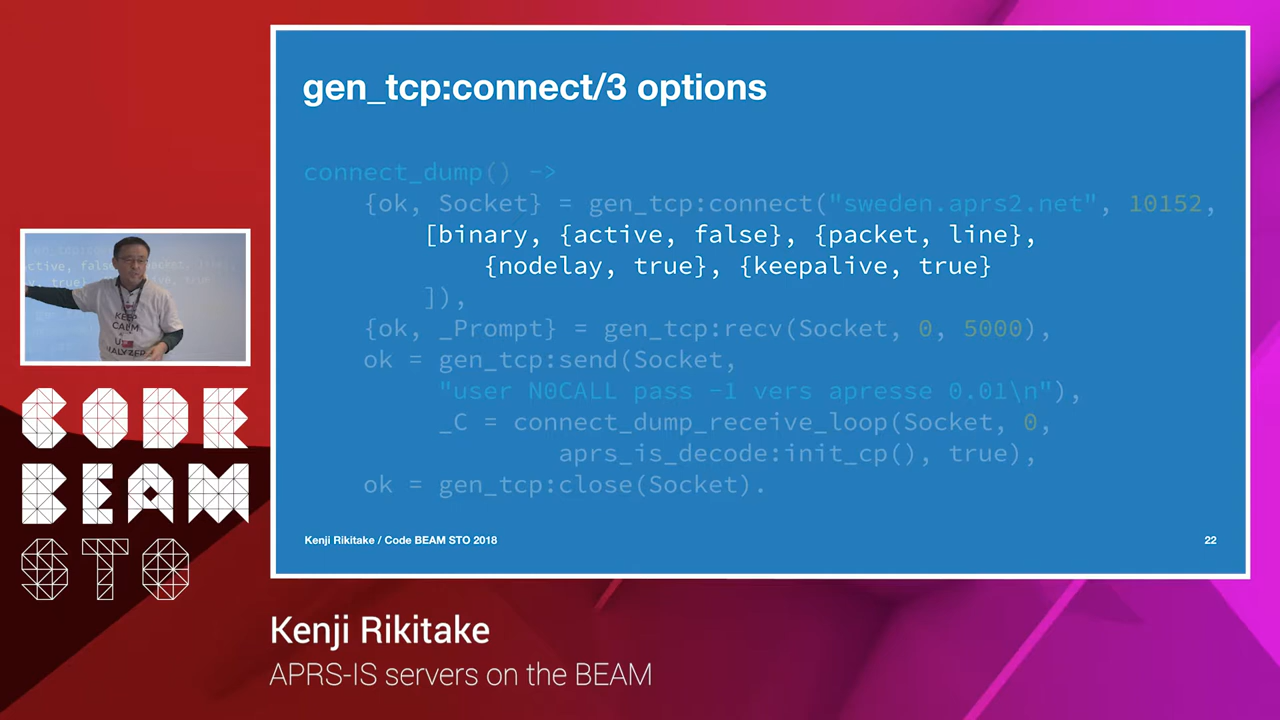 gen_tcp:connect/3 options
connect_dump() ->
{ok, Socket} = gen_tcp:connect("sweden.aprs2.net", 10152,
[binary, {active, false}, {packet, line},
{nodelay, true}, {keepalive, true}
]),
{ok, _Prompt} = gen_tcp:recv(Socket, 0, 5000),
ok = gen_tcp:send(Socket,
"user N0CALL pass -1 vers apresse 0.01\n"),
_C = connect_dump_receive_loop(Socket, 0,
aprs_is_decode:init_cp(), true),
ok = gen_tcp:close(Socket).
Kenji Rikitake / Code BEAM STO 2018
22
KEEP
CALM
CODE
BEAM
STO
Kenji Rikitake
APRS-IS servers on the BEAM